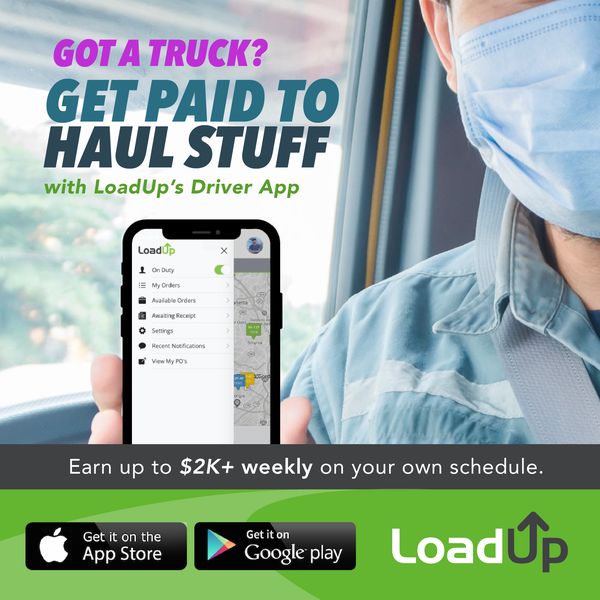 GOT A TRUCK?
GET PAID TO
HAUL STUFF
with LoadUp's Driver App
LoadUp
On Duty
My Orders
Available Orders
Awaiting Receipt
Settings
Recent Notifications
View My PO's
Earn up to $2K+ weekly on your own schedule.
Get it on the
App Store
Get it on
Google play
LoadUp